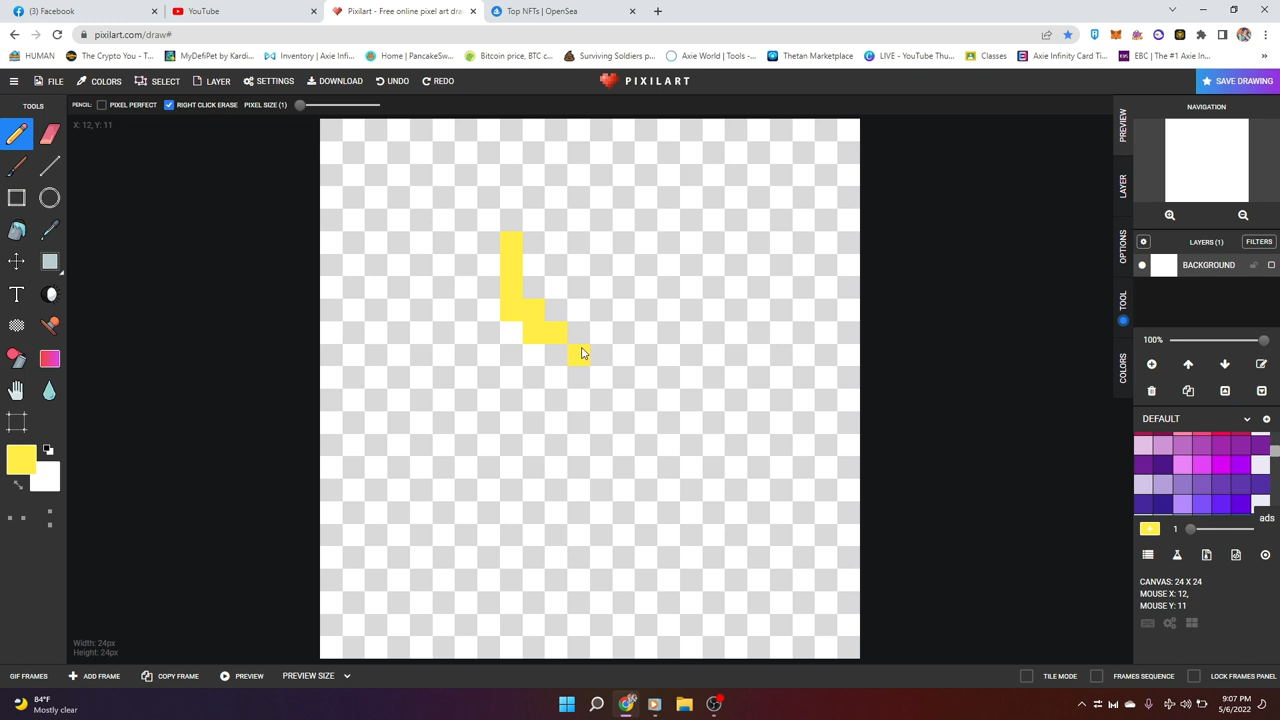 (3) Facebook
YouTube
Pixilart - Free online pixel art dra
Top NFTs | OpenSea
pixilart.com/draw#
HUMAN
The Crypto You - T...
MyDefiPet by Kardi...
Inventory | Axie Infi...
Home | PancakeSw...
Bitcoin price, BTC c...
Surviving Soldiers p...
Axie World | Tools -...
Thetan Marketplace
LIVE - YouTube Thu...
Classes
Axie Infinity Card Ti...
EBC | The #1 Axie In...
FILE
COLORS
SELECT
LAYER
SETTINGS
DOWNLOAD
UNDO
REDO
PIXILART
SAVE DRAWING
TOOLS
PENCIL:
PIXEL PERFECT
RIGHT CLICK ERASE
PIXEL SIZE (1)
NAVIGATION
X: 12, Y: 11
PREVIEW
LAYER
OPTIONS
TOOL
COLORS
LAYERS (1)
FILTERS
BACKGROUND
100%
DEFAULT
ads
1
CANVAS: 24 X 24
MOUSE X: 12,
MOUSE Y: 11
Width: 24px
Height: 24px
GIF FRAMES
ADD FRAME
COPY FRAME
PREVIEW
PREVIEW SIZE
TILE MODE
FRAMES SEQUENCE
LOCK FRAMES PANEL
84°F
Mostly clear
9:07 PM
5/6/2022